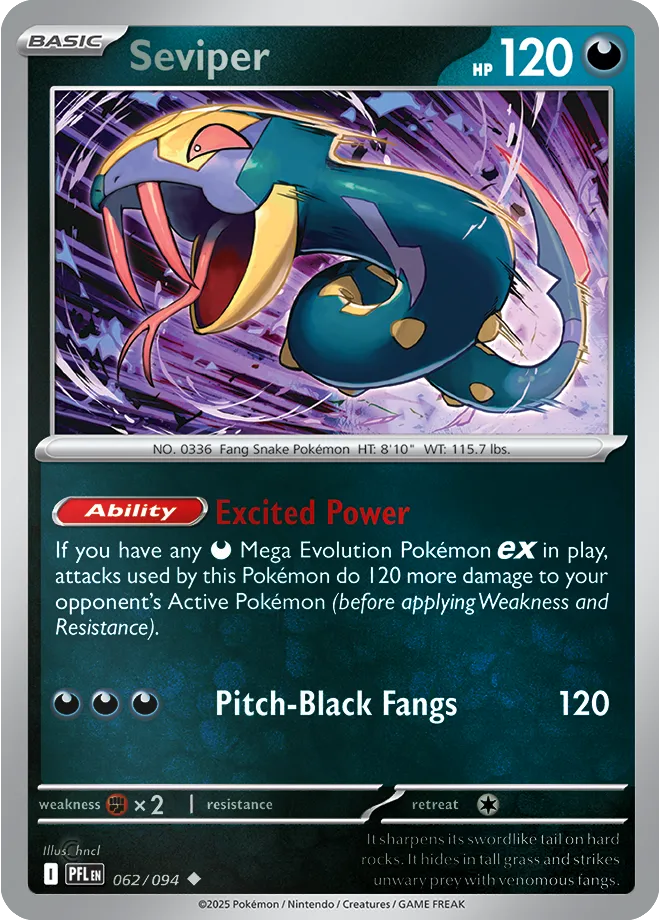 BASIC Seviper HP 120
NO. 0336 Fang Snake Pokémon HT: 8'10" WT: 115.7 lbs.
Ability Excited Power
If you have any Mega Evolution Pokémon ex in play,
attacks used by this Pokémon do 120 more damage to your
opponent's Active Pokémon (before applying Weakness and
Resistance).
Pitch-Black Fangs 120
weakness ×2 resistance retreat
Illus. hncl
I PFL EN 062/094
It sharpens its swordlike tail on hard
rocks. It hides in tall grass and strikes
unwary prey with venomous fangs.
©2025 Pokémon / Nintendo / Creatures / GAME FREAK